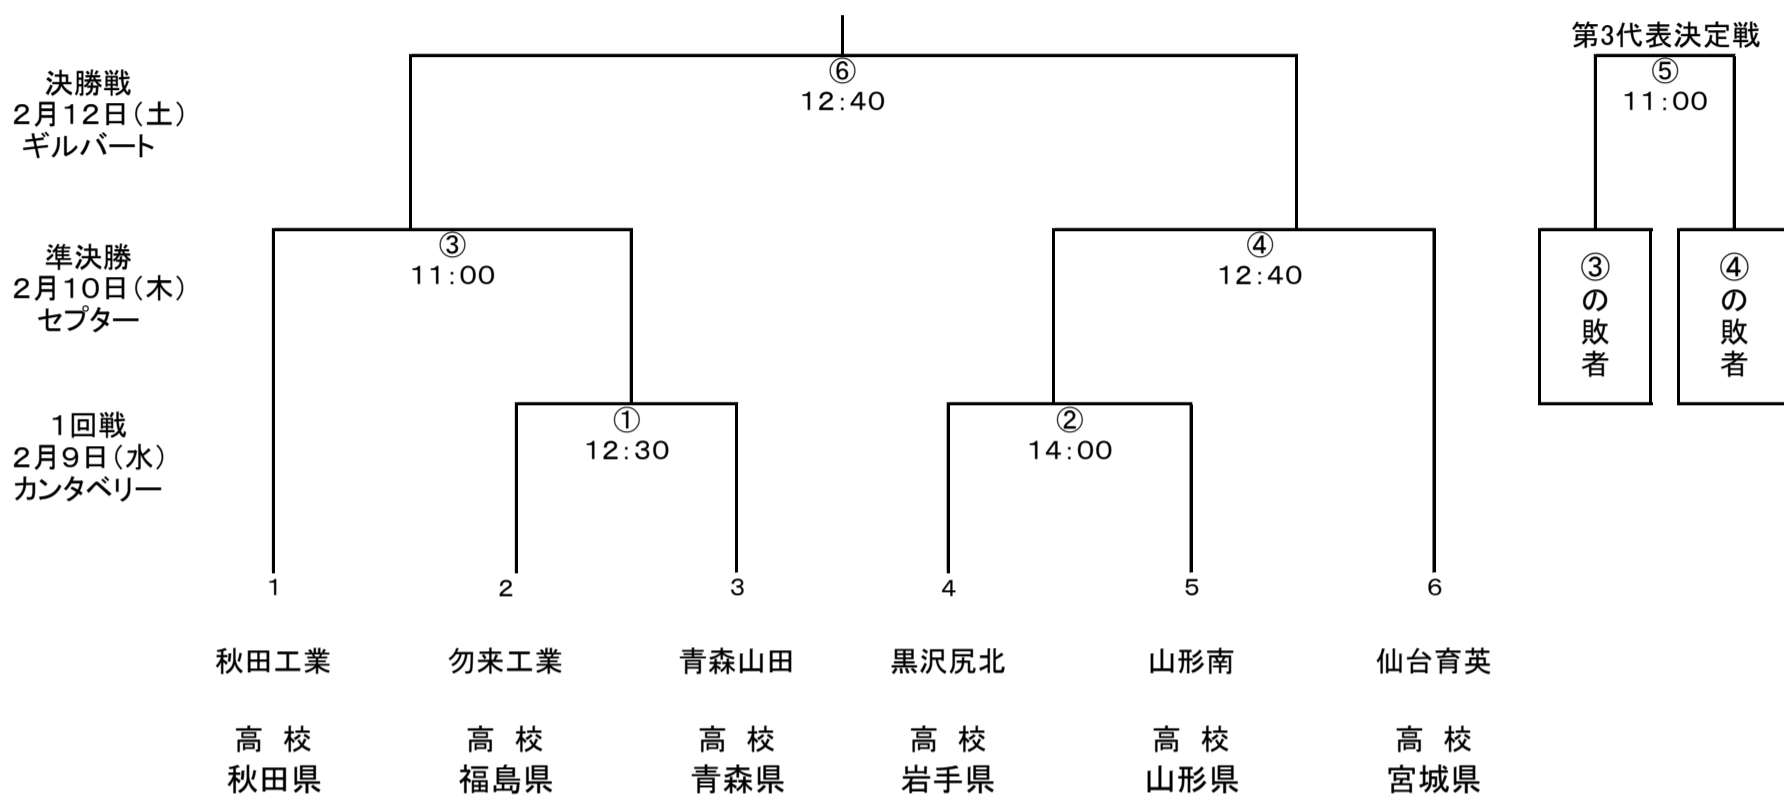 第3代表決定戦
決勝戦
2月12日(土)
ギルバート
⑥
12:40
⑤
11:00
準決勝
2月10日(木)
セプター
③
11:00
④
12:40
③の敗者
④の敗者
1回戦
2月9日(水)
カンタベリー
①
12:30
②
14:00
1 2 3 4 5 6
秋田工業 勿来工業 青森山田 黒沢尻北 山形南 仙台育英
高校 高校 高校 高校 高校 高校
秋田県 福島県 青森県 岩手県 山形県 宮城県